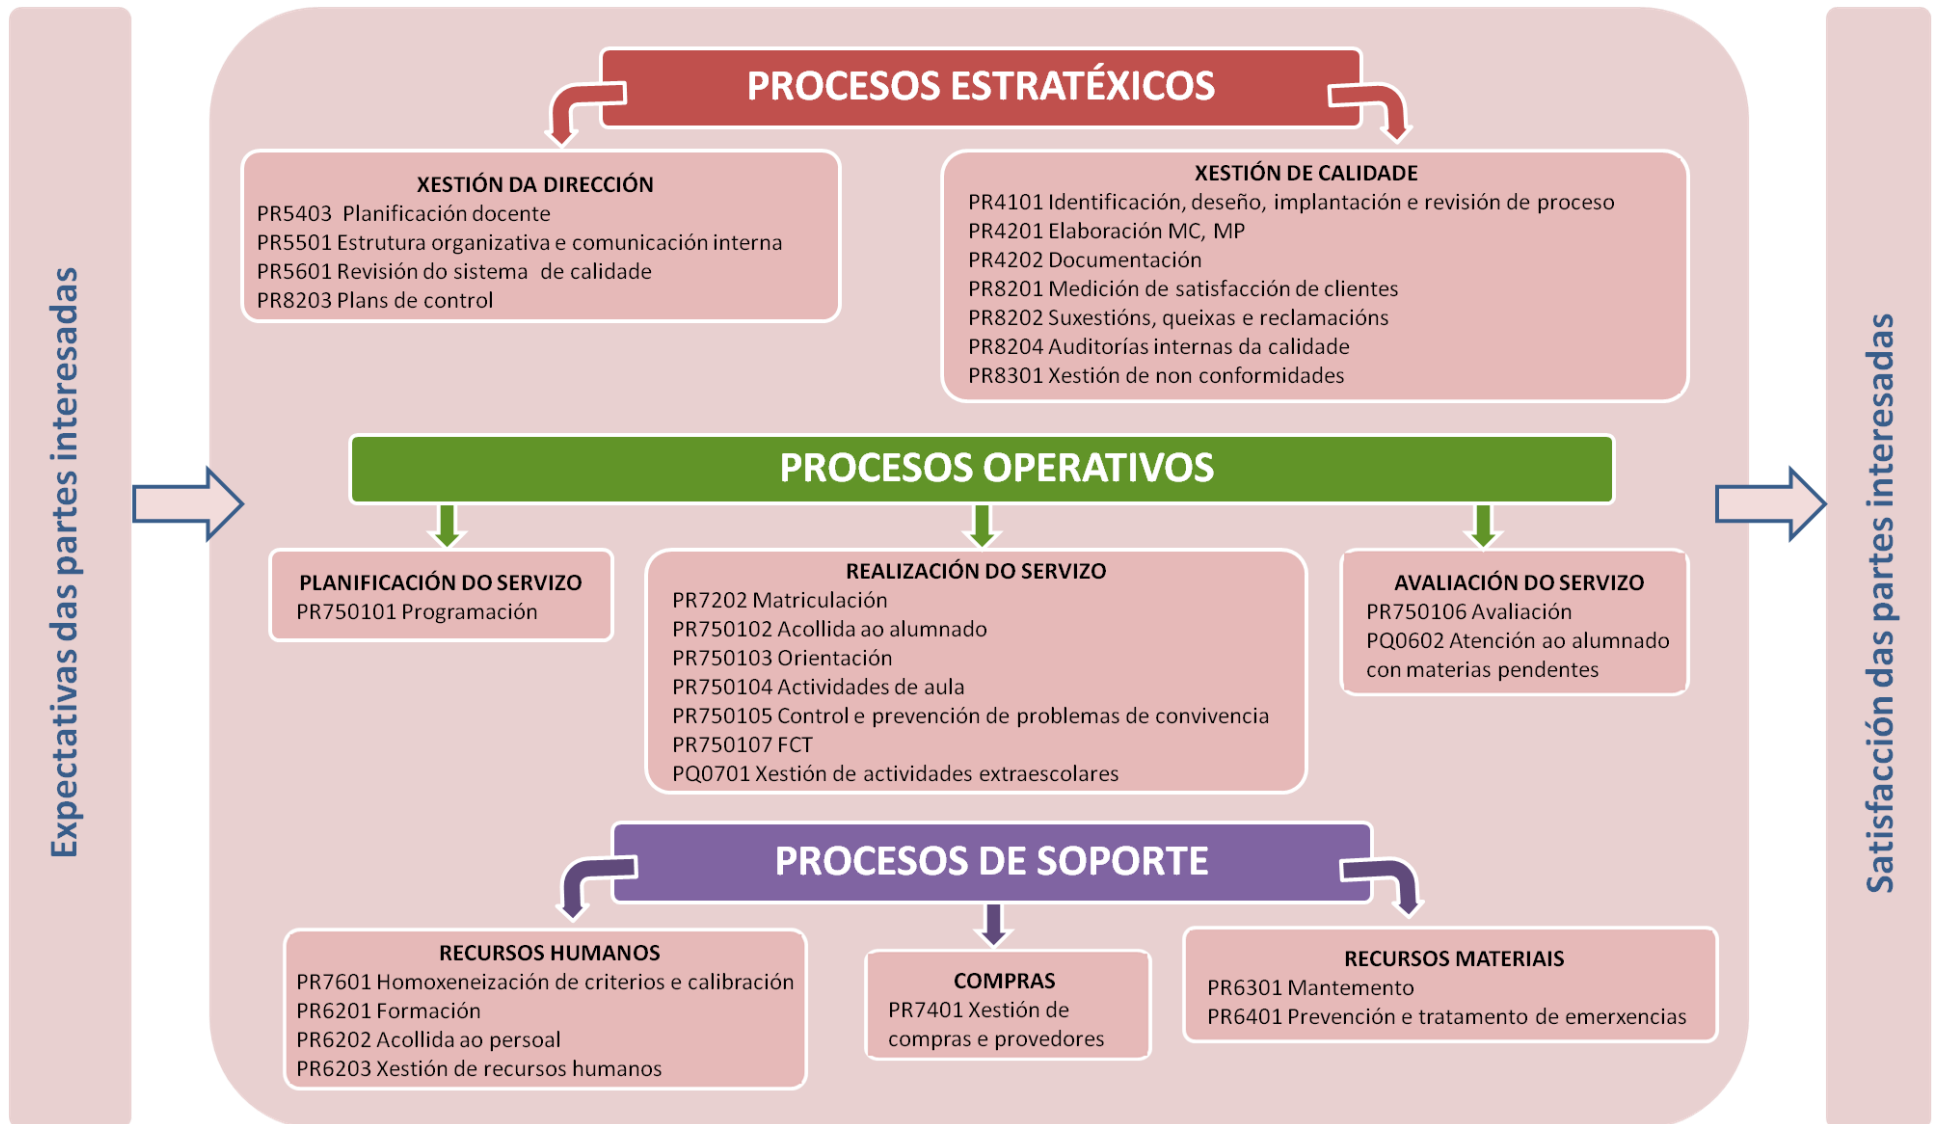 Expectativas das partes interesadas
PROCESOS ESTRATÉXICOS
XESTIÓN DA DIRECCIÓN
PR5403 Planificación docente
PR5501 Estrutura organizativa e comunicación interna
PR5601 Revisión do sistema de calidade
PR8203 Plans de control
XESTIÓN DE CALIDADE
PR4101 Identificación, deseño, implantación e revisión de proceso
PR4201 Elaboración MC, MP
PR4202 Documentación
PR8201 Medición de satisfacción de clientes
PR8202 Suxestións, queixas e reclamacións
PR8204 Auditorías internas da calidade
PR8301 Xestión de non conformidades
PROCESOS OPERATIVOS
PLANIFICACIÓN DO SERVIZO
PR750101 Programación
REALIZACIÓN DO SERVIZO
PR7202 Matriculación
PR750102 Acollida ao alumnado
PR750103 Orientación
PR750104 Actividades de aula
PR750105 Control e prevención de problemas de convivencia
PR750107 FCT
PQ0701 Xestión de actividades extraescolares
AVALIACIÓN DO SERVIZO
PR750106 Avaliación
PQ0602 Atención ao alumnado
con materias pendentes
PROCESOS DE SOPORTE
RECURSOS HUMANOS
PR7601 Homoxeneización de criterios e calibración
PR6201 Formación
PR6202 Acollida ao persoal
PR6203 Xestión de recursos humanos
COMPRAS
PR7401 Xestión de
compras e provedores
RECURSOS MATERIAIS
PR6301 Mantemento
PR6401 Prevención e tratamento de emerxencias
Satisfacción das partes interesadas